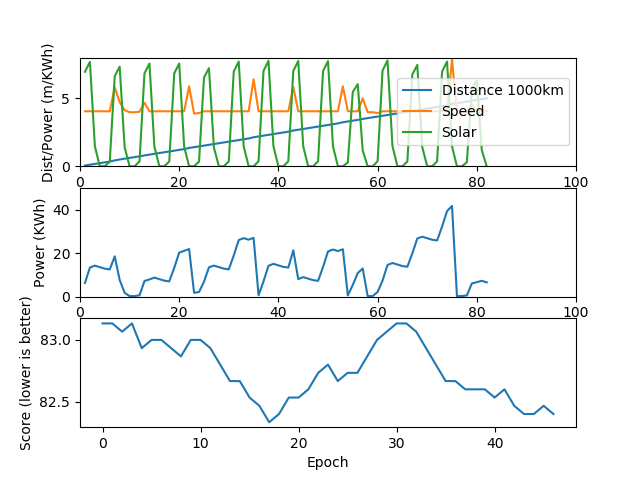 Dist/Power (m/KWh)
5
0
Distance 1000km
Speed
Solar
0 20 40 60 80 100
Power (KWh)
40
20
0
0 20 40 60 80 100
Score (lower is better)
83.0
82.5
0 10 20 30 40
Epoch